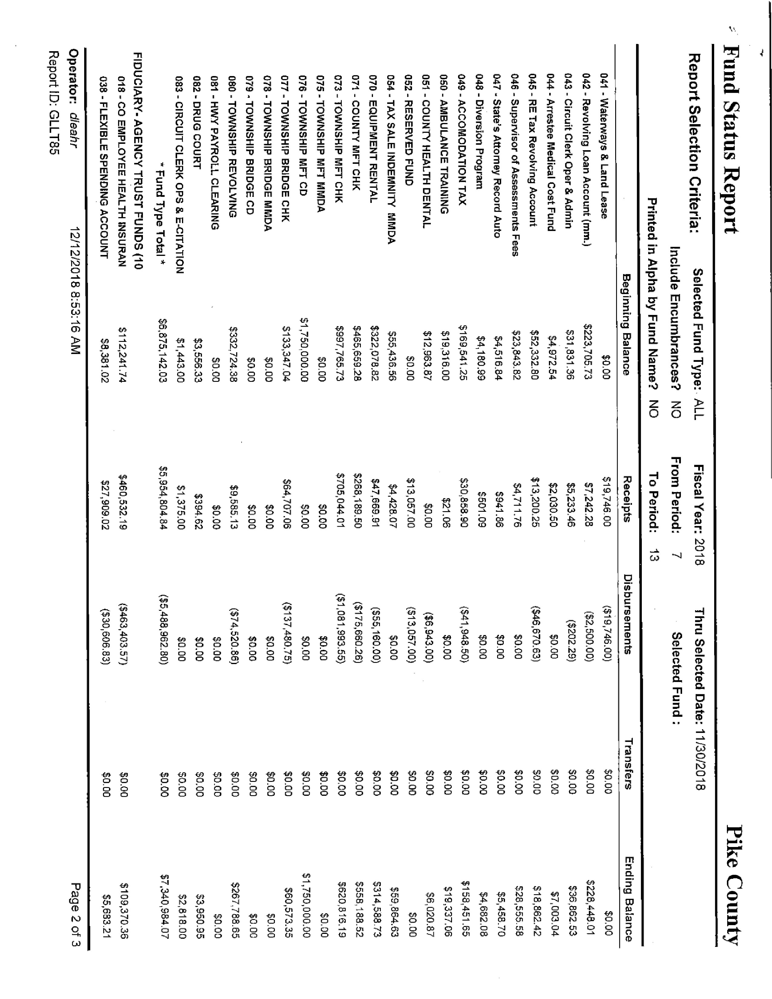 Fund Status Report Pike County
Report Selection Criteria: Selected Fund Type: ALL Fiscal Year: 2018 Thru Selected Date: 11/30/2018
Include Encumbrances? NO From Period: 7 Selected Fund :
Printed in Alpha by Fund Name? NO To Period: 13
Beginning Balance Receipts Disbursements Transfers Ending Balance
041 - Waterways & Land Lease $0.00 $19,746.00 ($19,746.00) $0.00 $0.00
042 - Revolving Loan Account (mm.) $223,705.73 $7,242.28 ($2,500.00) $0.00 $228,448.01
043 - Circuit Clerk Oper & Admin $31,831.36 $5,233.46 ($202.29) $0.00 $36,862.53
044 - Arrestee Medical Cost Fund $4,972.54 $2,030.50 $0.00 $0.00 $7,003.04
045 - RE Tax Revolving Account $52,332.80 $13,200.25 ($46,670.63) $0.00 $18,862.42
046 - Supervisor of Assessments Fees $23,843.82 $4,711.76 $0.00 $0.00 $28,555.58
047 - State's Attorney Record Auto $4,516.84 $941.86 $0.00 $0.00 $5,458.70
048 - Diversion Program $4,180.99 $501.09 $0.00 $0.00 $4,682.08
049 - ACCOMODATION TAX $169,541.25 $30,858.90 ($41,948.50) $0.00 $158,451.65
050 - AMBULANCE TRAINING $19,316.00 $21.06 $0.00 $0.00 $19,337.06
051 - COUNTY HEALTH DENTAL $12,963.87 $0.00 ($6,943.00) $0.00 $6,020.87
052 - RESERVED FUND $0.00 $13,057.00 ($13,057.00) $0.00 $0.00
054 - TAX SALE INDEMNITY MMDA $55,436.56 $4,428.07 $0.00 $0.00 $59,864.63
070 - EQUIPMENT RENTAL $322,078.82 $47,669.91 ($55,160.00) $0.00 $314,588.73
071 - COUNTY MFT CHK $465,659.28 $268,189.50 ($175,660.26) $0.00 $558,188.52
073 - TOWNSHIP MFT CHK $997,765.73 $705,044.01 ($1,081,993.55) $0.00 $620,816.19
075 - TOWNSHIP MFT MMDA $0.00 $0.00 $0.00 $0.00 $0.00
076 - TOWNSHIP MFT CD $1,750,000.00 $0.00 $0.00 $0.00 $1,750,000.00
077 - TOWNSHIP BRIDGE CHK $133,347.04 $64,707.06 ($137,480.75) $0.00 $60,573.35
078 - TOWNSHIP BRIDGE MMDA $0.00 $0.00 $0.00 $0.00 $0.00
079 - TOWNSHIP BRIDGE CD $0.00 $0.00 $0.00 $0.00 $0.00
080 - TOWNSHIP REVOLVING $332,724.38 $9,585.13 ($74,520.86) $0.00 $267,788.65
081 - HWY PAYROLL CLEARING $0.00 $0.00 $0.00 $0.00 $0.00
082 - DRUG COURT $3,556.33 $394.62 $0.00 $0.00 $3,950.95
083 - CIRCUIT CLERK OPS & E-CITATION $1,443.00 $1,375.00 $0.00 $0.00 $2,818.00
* Fund Type Total * $6,875,142.03 $5,954,804.84 ($5,488,962.80) $0.00 $7,340,984.07
FIDUCIARY- AGENCY TRUST FUNDS (10
018 - CO EMPLOYEE HEALTH INSURAN $112,241.74 $460,532.19 ($463,403.57) $0.00 $109,370.36
038 - FLEXIBLE SPENDING ACCOUNT $8,381.02 $27,909.02 ($30,606.83) $0.00 $5,683.21
Operator: dleahr 12/12/2018 8:53:16 AM Page 2 of 3
Report ID: GLLT85